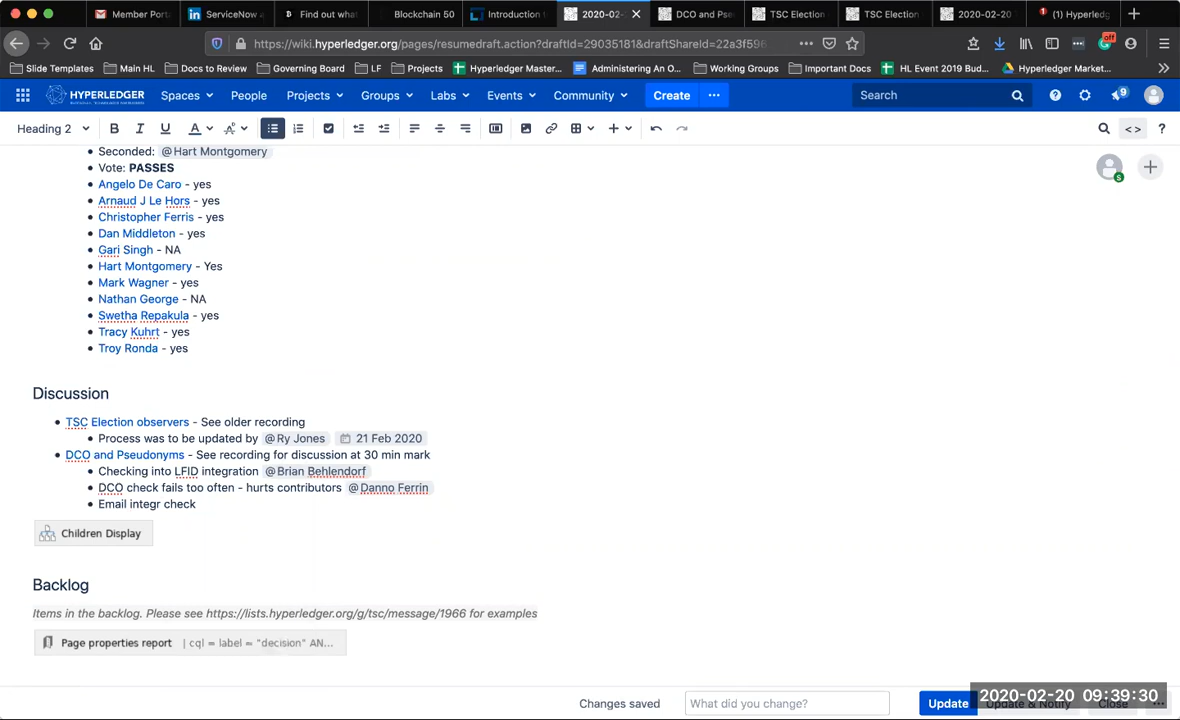 Member Port
ServiceNow a
Find out what
Blockchain 50
Introduction t
2020-02-
DCO and Pse
TSC Election
TSC Election
2020-02-20
(1) Hyperledg
https://wiki.hyperledger.org/pages/resumedraft.action?draftId=29035181&draftShareId=22a3f596
off
Slide Templates
Main HL
Docs to Review
Governing Board
LF
Projects
Hyperledger Master...
Administering An O...
Working Groups
Important Docs
HL Event 2019 Bud...
Hyperledger Market...
HYPERLEDGER
Spaces
People
Projects
Groups
Labs
Events
Community
Create
Search
9
Heading 2
Seconded: @Hart Montgomery
Vote: PASSES
Angelo De Caro - yes
Arnaud J Le Hors - yes
Christopher Ferris - yes
Dan Middleton - yes
Gari Singh - NA
Hart Montgomery - Yes
Mark Wagner - yes
Nathan George - NA
Swetha Repakula - yes
Tracy Kuhrt - yes
Troy Ronda - yes
Discussion
TSC Election observers - See older recording
Process was to be updated by @Ry Jones 21 Feb 2020
DCO and Pseudonyms - See recording for discussion at 30 min mark
Checking into LFID integration @Brian Behlendorf
DCO check fails too often - hurts contributors @Danno Ferrin
Email integr check
Children Display
Backlog
Items in the backlog. Please see https://lists.hyperledger.org/g/tsc/message/1966 for examples
Page properties report | cql = label = "decision" AN...
Changes saved
What did you change?
Update
Update & Notify
Close
2020-02-20 09:39:30